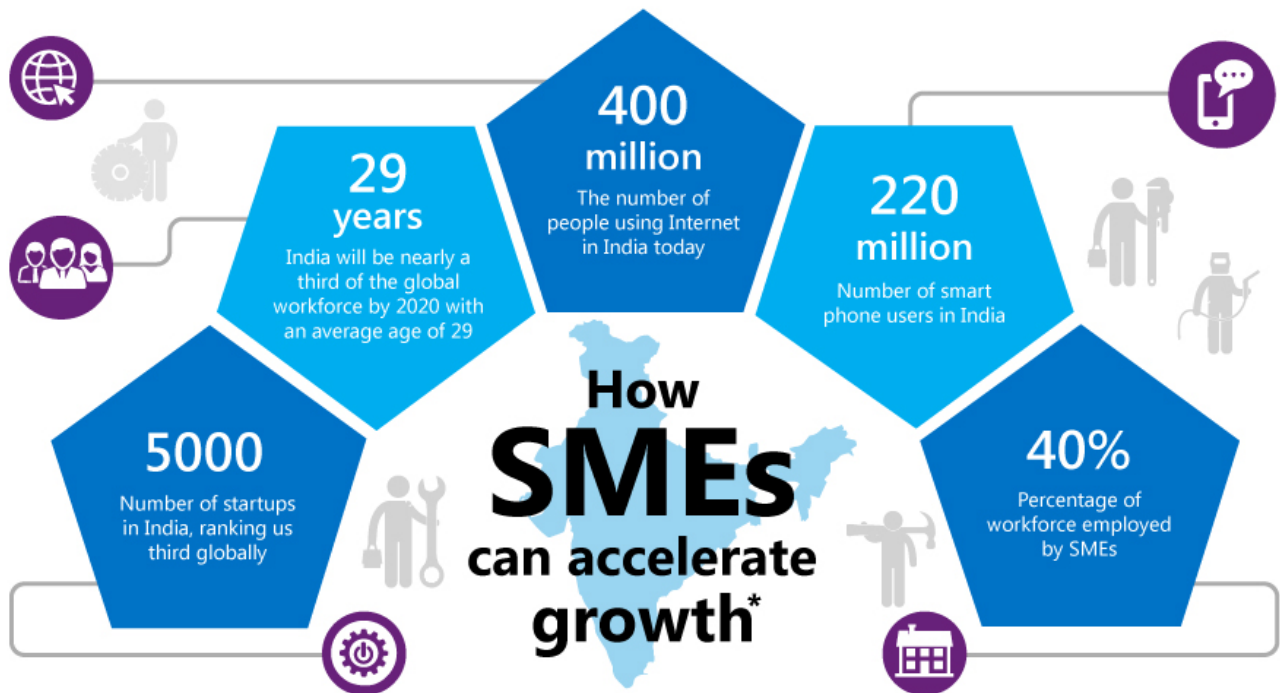 400
million
The number of
people using Internet
in India today
29
years
India will be nearly a
third of the global
workforce by 2020 with
an average age of 29
220
million
Number of smart
phone users in India
5000
Number of startups
in India, ranking us
third globally
How
SMEs
can accelerate
growth*
40%
Percentage of
workforce employed
by SMEs